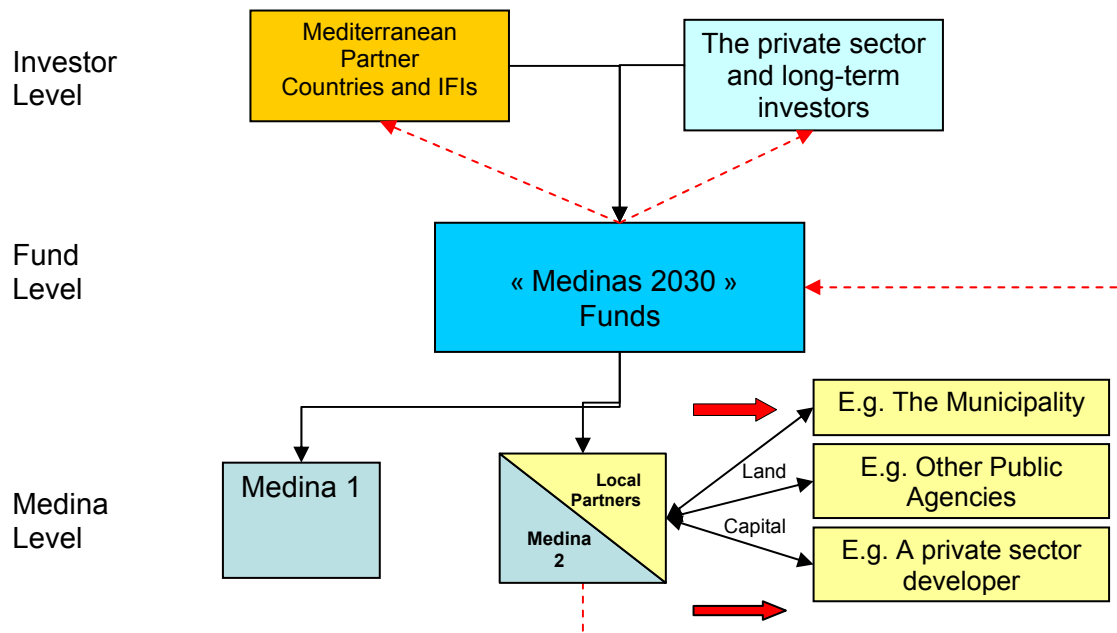 Investor
Level
Mediterranean
Partner
Countries and IFIs
The private sector
and long-term
investors
Fund
Level
« Medinas 2030 »
Funds
Medina
Level
Medina 1
Local
Partners
Medina
2
Land
Capital
E.g. The Municipality
E.g. Other Public
Agencies
E.g. A private sector
developer